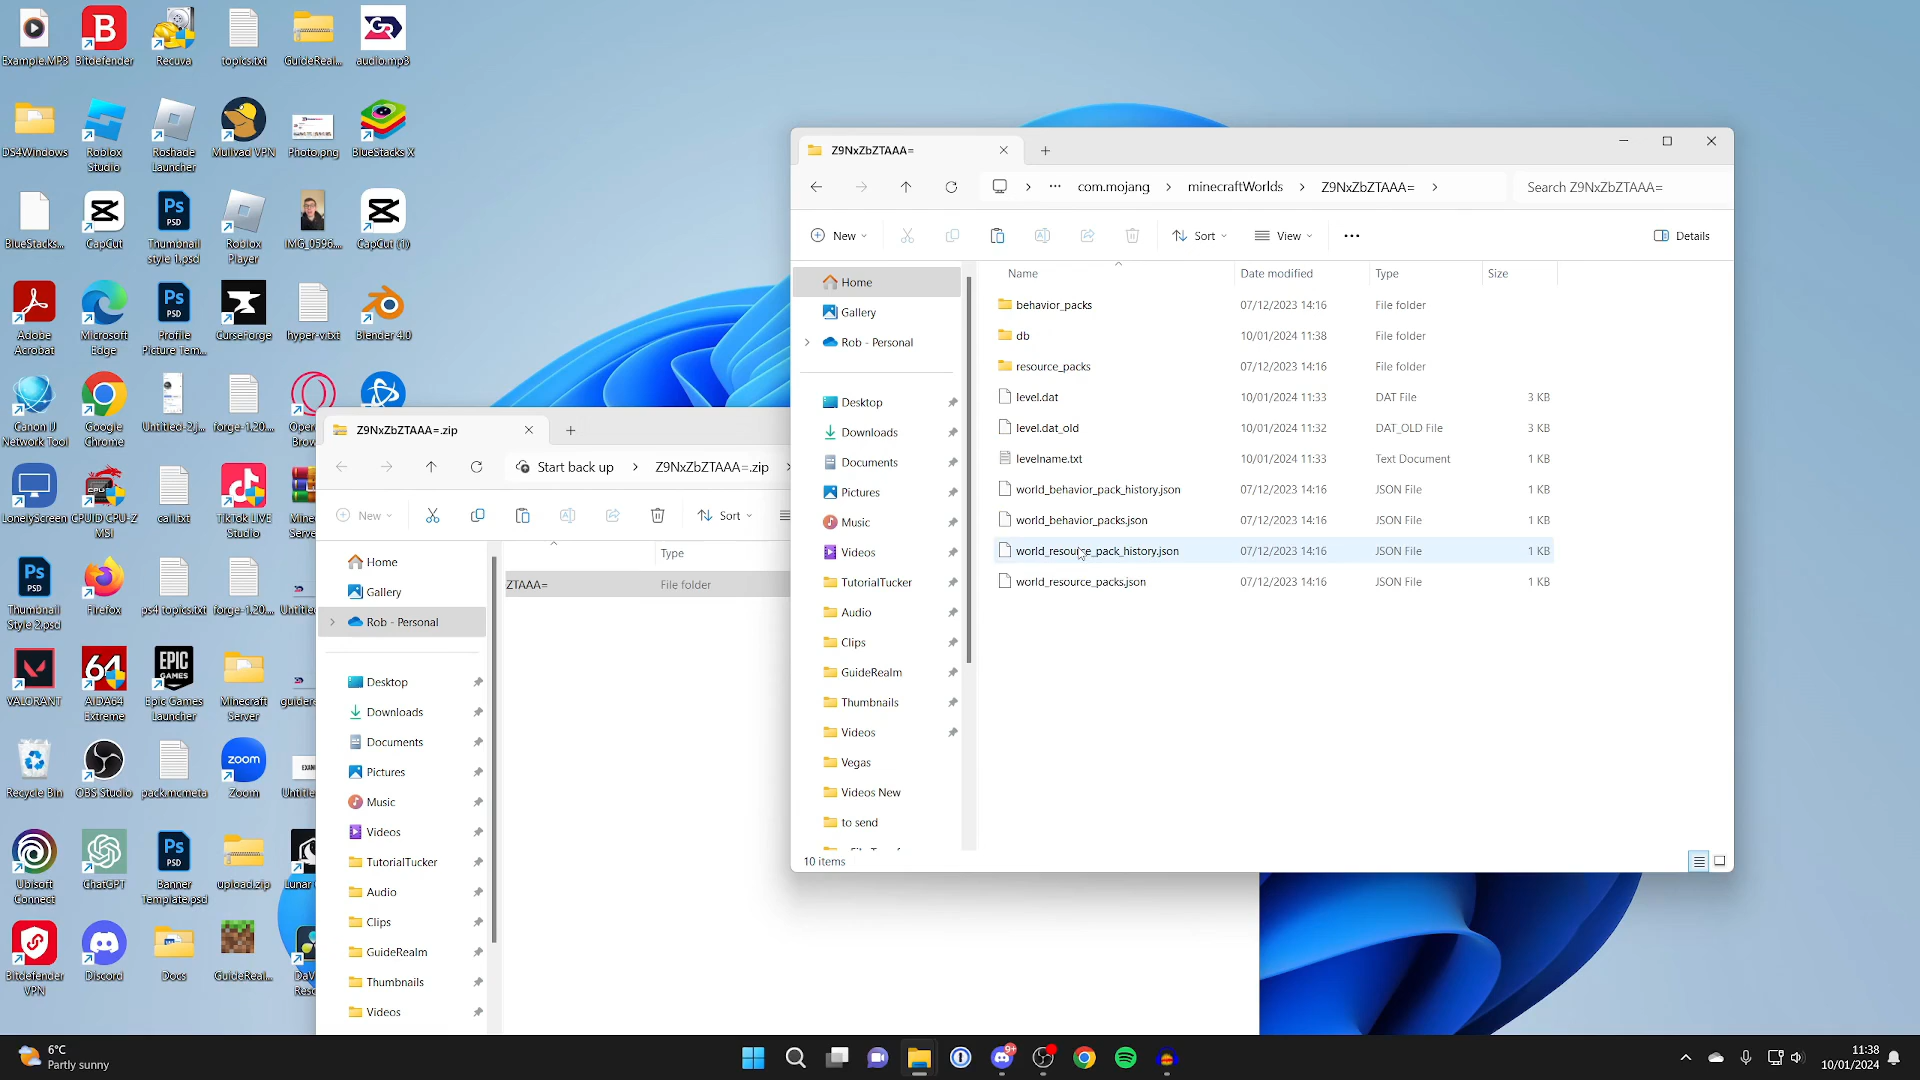 Example.MP3
Bitdefender
Recuva
topics.txt
GuideReal...
audio.mp3
DS4Windows
Roblox Studio
Roshade Launcher
Mullvad VPN
Photo.png
BlueStacks X
BlueStacks...
CapCut
Thumbnail style 1.psd
Roblox Player
IMG_0596....
CapCut (1)
Adobe Acrobat
Microsoft Edge
Profile Picture Tem...
CurseForge
hyper-v.txt
Blender 4.0
Canon IJ Network Tool
Google Chrome
Untitled-2.j...
forge-1.20....
LonelyScreen
CPUID CPU-Z MSI
call.txt
TikTok LIVE Studio
Thumbnail Style 2.psd
Firefox
ps4 topics.txt
forge-1.20....
VALORANT
AIDA64 Extreme
Epic Games Launcher
Minecraft Server
Recycle Bin
OBS Studio
pack.mcmeta
Zoom
Ubisoft Connect
ChatGPT
Banner Template.psd
upload.zip
Bitdefender VPN
Discord
Docs
GuideReal...
Z9NxZbZTAAA=.zip
Start back up
Z9NxZbZTAAA=.zip
New
Sort
Type
ZTAAA=
File folder
Home
Gallery
Rob - Personal
Desktop
Downloads
Documents
Pictures
Music
Videos
TutorialTucker
Audio
Clips
GuideRealm
Thumbnails
Videos
Z9NxZbZTAAA=
com.mojang
minecraftWorlds
Z9NxZbZTAAA=
Search Z9NxZbZTAAA=
New
Sort
View
Details
Home
Gallery
Rob - Personal
Desktop
Downloads
Documents
Pictures
Music
Videos
TutorialTucker
Audio
Clips
GuideRealm
Thumbnails
Videos
Vegas
Videos New
to send
Name Date modified Type Size
behavior_packs 07/12/2023 14:16 File folder
db 10/01/2024 11:38 File folder
resource_packs 07/12/2023 14:16 File folder
level.dat 10/01/2024 11:33 DAT File 3 KB
level.dat_old 10/01/2024 11:32 DAT_OLD File 3 KB
levelname.txt 10/01/2024 11:33 Text Document 1 KB
world_behavior_pack_history.json 07/12/2023 14:16 JSON File 1 KB
world_behavior_packs.json 07/12/2023 14:16 JSON File 1 KB
world_resource_pack_history.json 07/12/2023 14:16 JSON File 1 KB
world_resource_packs.json 07/12/2023 14:16 JSON File 1 KB
10 items
6°C
Partly sunny
11:38
10/01/2024